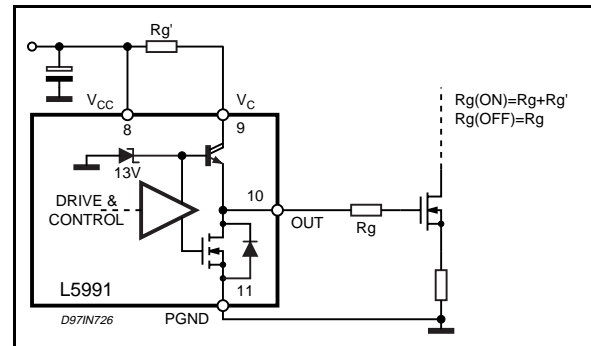 Rg'
VCC
VC
8
9
Rg(ON)=Rg+Rg'
Rg(OFF)=Rg
13V
DRIVE &
CONTROL
10
OUT
Rg
L5991
11
D97IN726
PGND